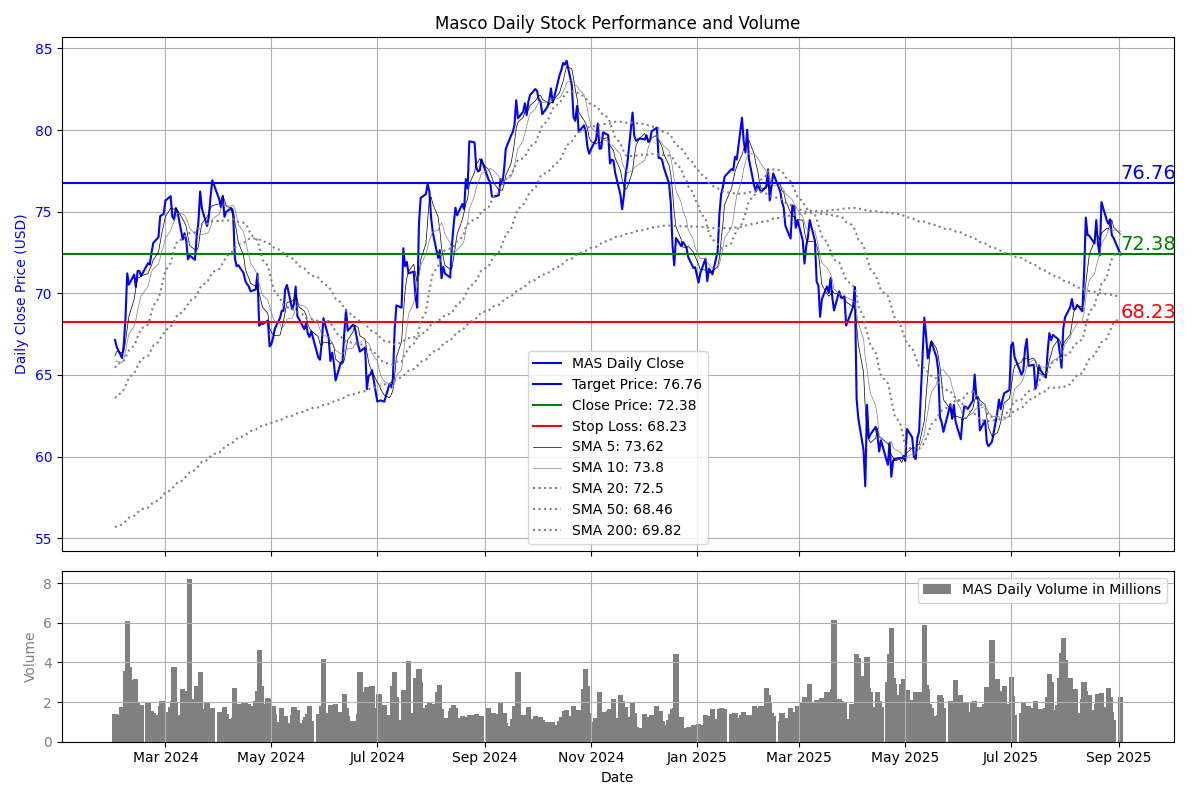 Masco Daily Stock Performance and Volume
Daily Close Price (USD)
85
80
75
70
65
60
55
76.76
72.38
68.23
MAS Daily Close
Target Price: 76.76
Close Price: 72.38
Stop Loss: 68.23
SMA 5: 73.62
SMA 10: 73.8
SMA 20: 72.5
SMA 50: 68.46
SMA 200: 69.82
Volume
8
6
4
2
0
MAS Daily Volume in Millions
Mar 2024 May 2024 Jul 2024 Sep 2024 Nov 2024 Jan 2025 Mar 2025 May 2025 Jul 2025 Sep 2025
Date